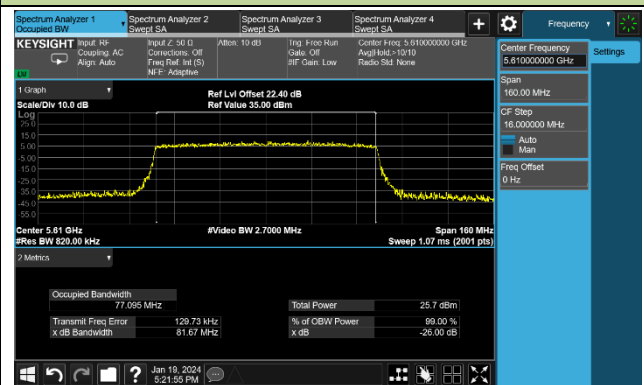 Spectrum Analyzer 1
Occupied BW
Spectrum Analyzer 2
Swept SA
Spectrum Analyzer 3
Swept SA
Spectrum Analyzer 4
Swept SA
+
Frequency
KEYSIGHT
Input: RF
Coupling: AC
Align: Auto
Input Z: 50 Ω
Corrections: Off
Freq Ref: Int (S)
NFE: Adaptive
Atten: 10 dB
Trig: Free Run
Gate: Off
#IF Gain: Low
Center Freq: 5.610000000 GHz
Avg|Hold:>10/10
Radio Std: None
LXI
Center Frequency
5.610000000 GHz
Settings
Span
160.00 MHz
CF Step
16.000000 MHz
Auto
Man
Freq Offset
0 Hz
1 Graph
Scale/Div 10.0 dB
Ref Lvl Offset 22.40 dB
Ref Value 35.00 dBm
Log
25.0
15.0
5.00
-5.00
-15.0
-25.0
-35.0
-45.0
-55.0
Center 5.61 GHz
#Res BW 820.00 kHz
#Video BW 2.7000 MHz
Span 160 MHz
Sweep 1.07 ms (2001 pts)
2 Metrics
Occupied Bandwidth
77.095 MHz
Total Power 25.7 dBm
Transmit Freq Error 129.73 kHz
% of OBW Power 99.00 %
x dB Bandwidth 81.67 MHz
x dB -26.00 dB
?
Jan 19, 2024
5:21:55 PM